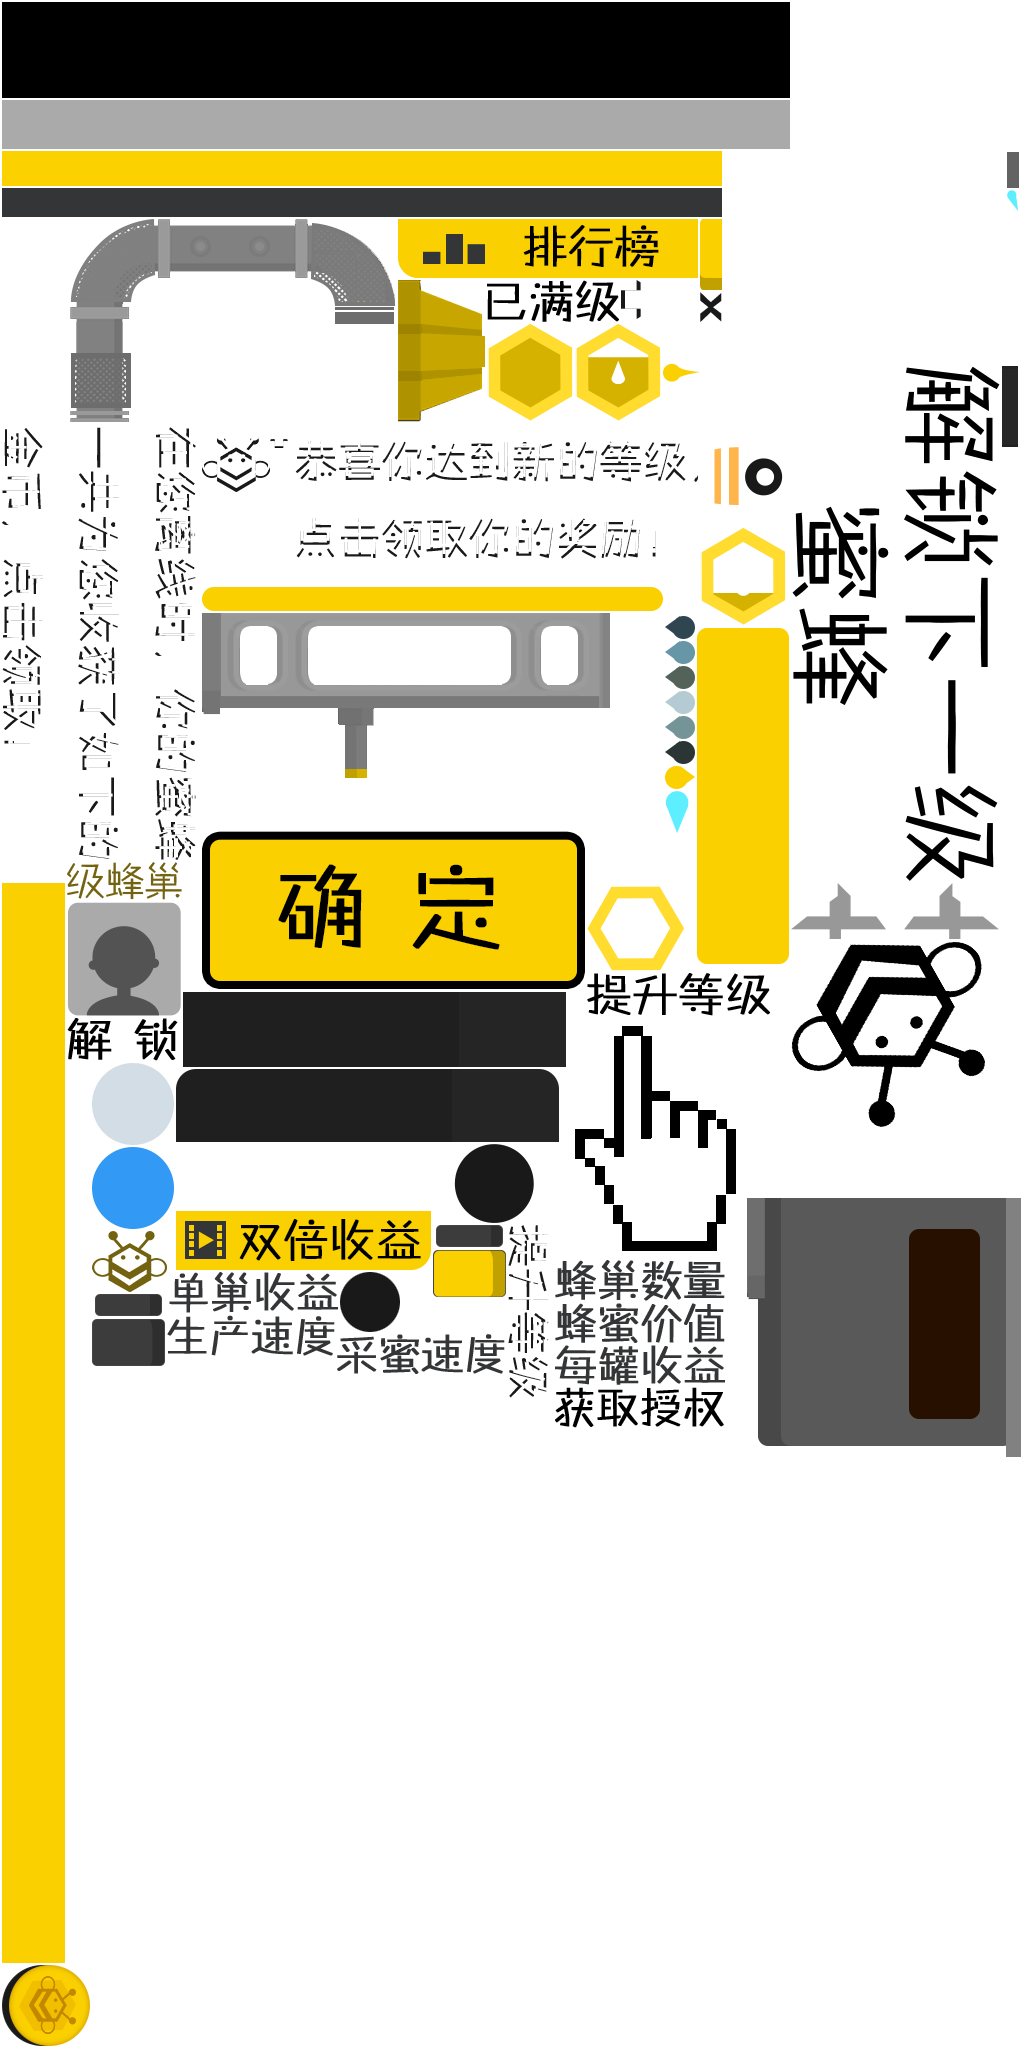 排行榜
已满级
恭喜你达到新的等级，
点击领取你的奖励！
解锁下一级
蜜蜂
在您离线时，你的蜜蜂
一共为您收获了如下的
金币，点击领取！
级蜂巢
确 定
提升等级
解 锁
双倍收益
单巢收益
生产速度
采蜜速度
提升等级
蜂巢数量
蜂蜜价值
每罐收益
获取授权
x